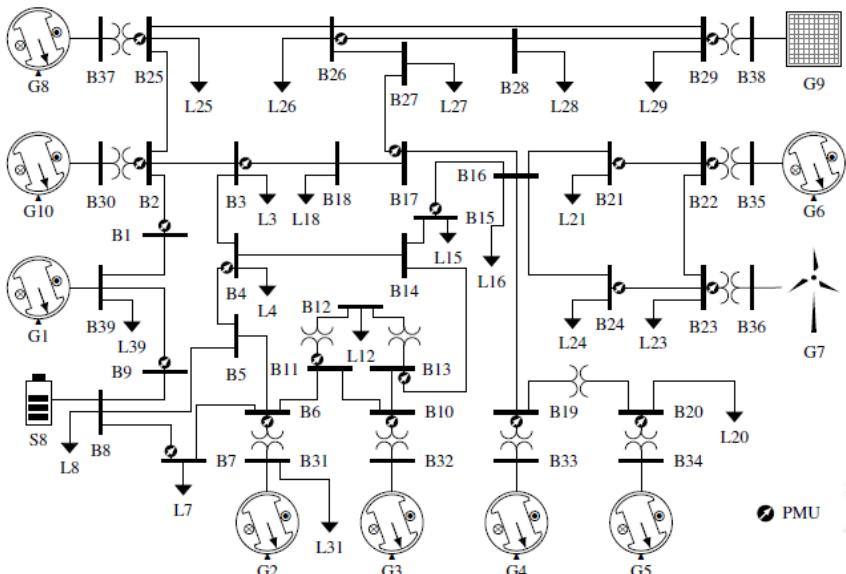 G8 B37 B25 L25 L26 B26 B27 L27 B28 L28 L29 B29 B38 G9
G10 B30 B2 B3 L3 L18 B18 B17 B16 B15 L15 L16 B21 L21 B22 B35 G6
B1 G1 B39 L39 B9 B4 L4 B5 B14 B12 L12 B11 B13 B24 L24 L23 B23 B36 G7
S8 L8 B8 B7 L7 B6 B10 B19 B20 L20
B31 L31 B32 B33 B34
PMU
G2 G3 G4 G5